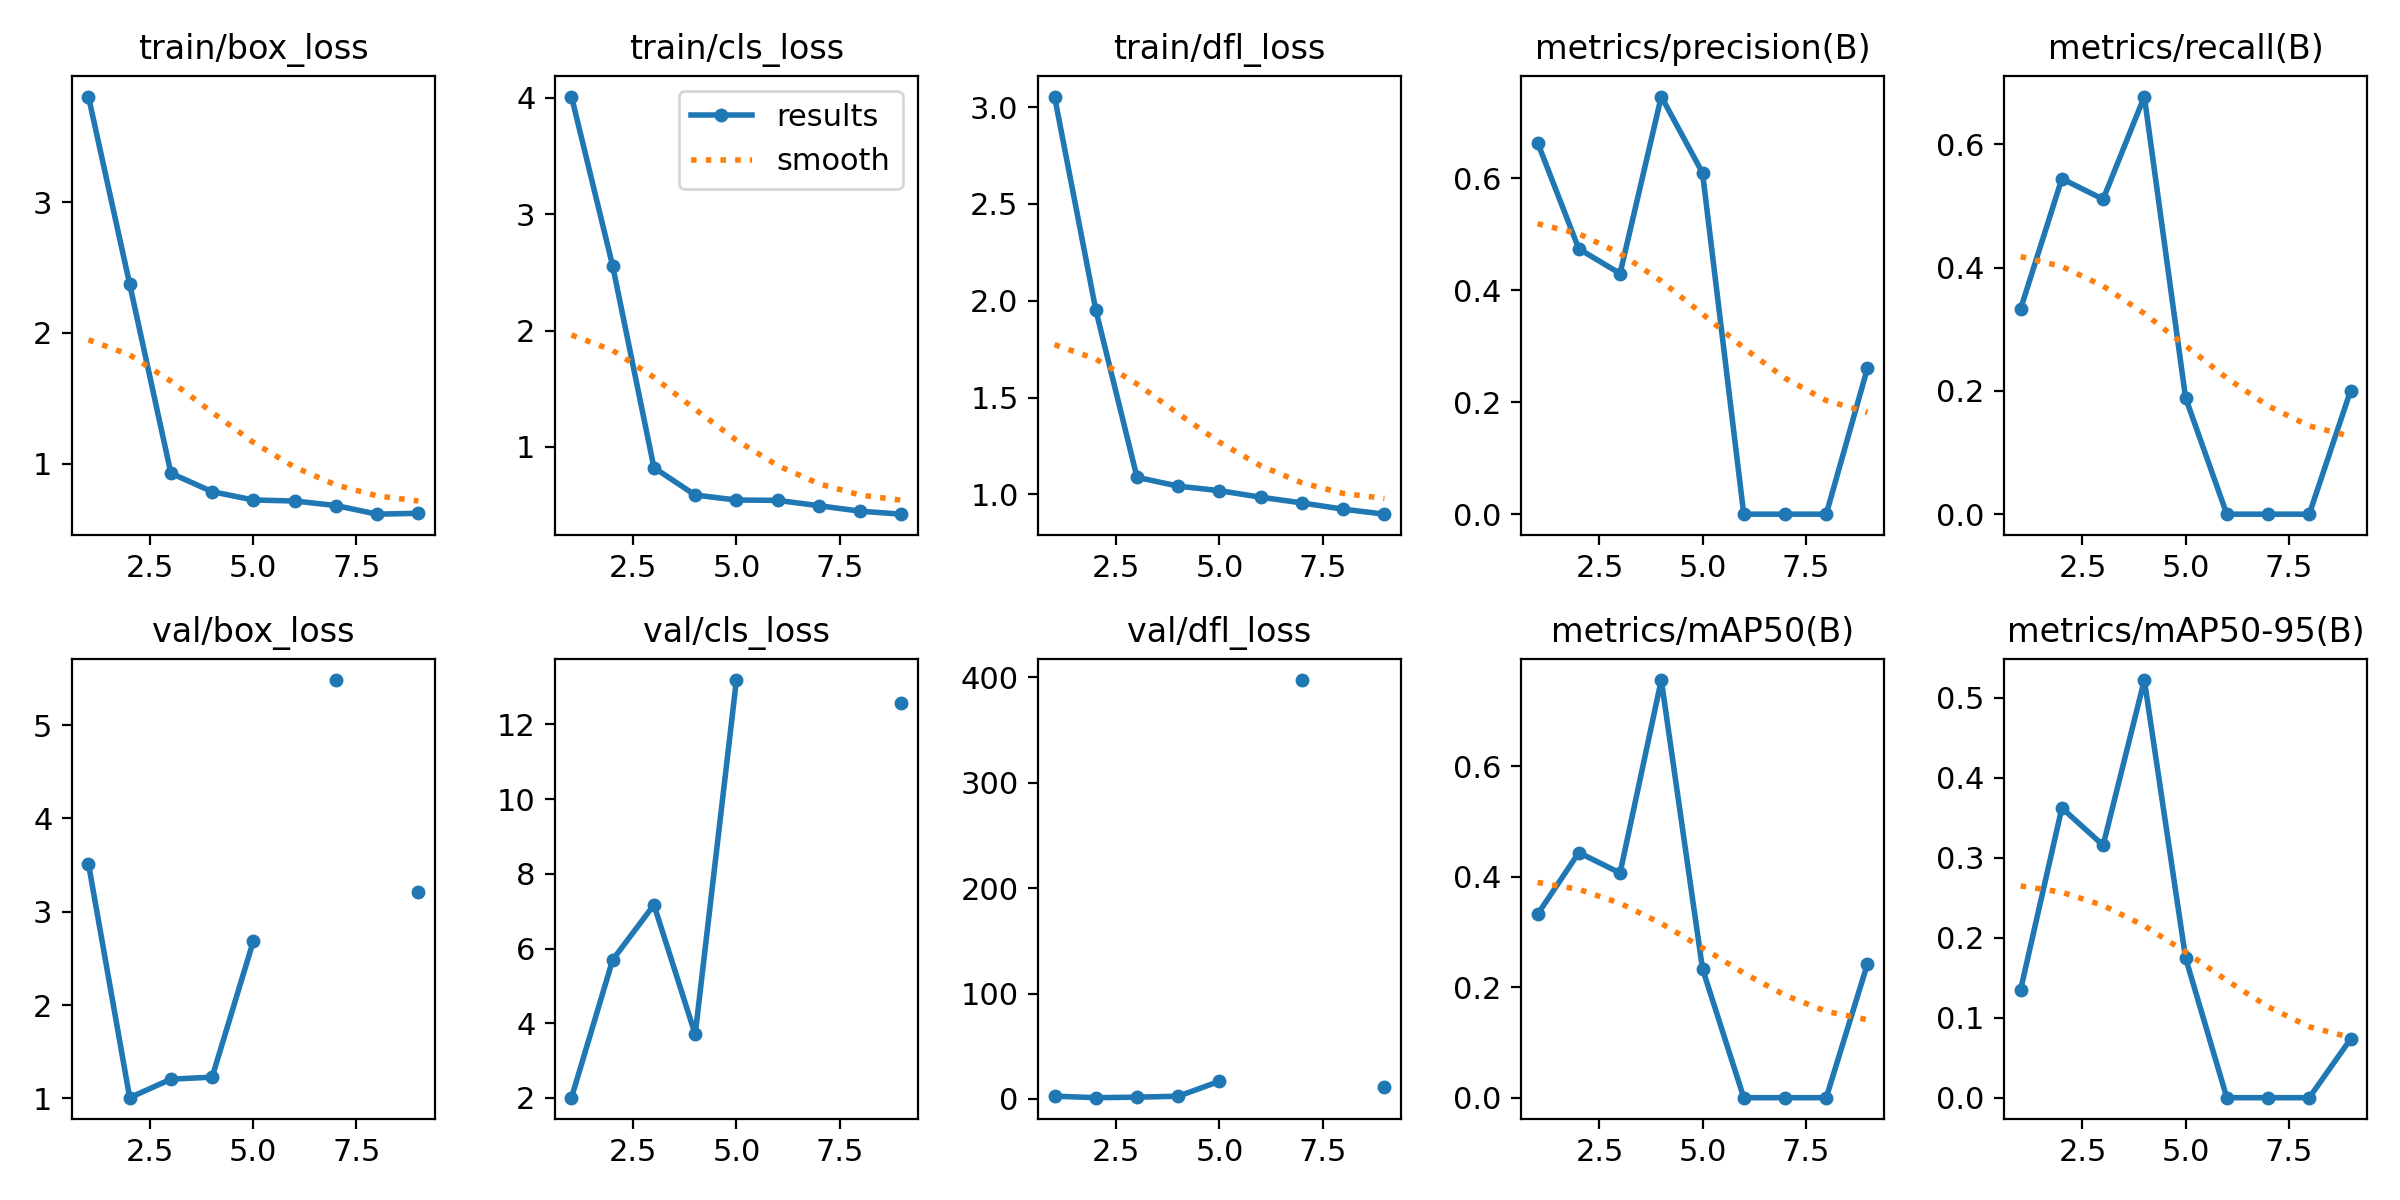 train/box_loss
train/cls_loss
train/dfl_loss
metrics/precision(B)
metrics/recall(B)
3
2
1
2.5 5.0 7.5
4
3
2
1
results
smooth
2.5 5.0 7.5
3.0
2.5
2.0
1.5
1.0
2.5 5.0 7.5
0.6
0.4
0.2
0.0
2.5 5.0 7.5
0.6
0.4
0.2
0.0
2.5 5.0 7.5
val/box_loss
val/cls_loss
val/dfl_loss
metrics/mAP50(B)
metrics/mAP50-95(B)
5
4
3
2
1
2.5 5.0 7.5
12
10
8
6
4
2
2.5 5.0 7.5
400
300
200
100
0
2.5 5.0 7.5
0.6
0.4
0.2
0.0
2.5 5.0 7.5
0.5
0.4
0.3
0.2
0.1
0.0
2.5 5.0 7.5